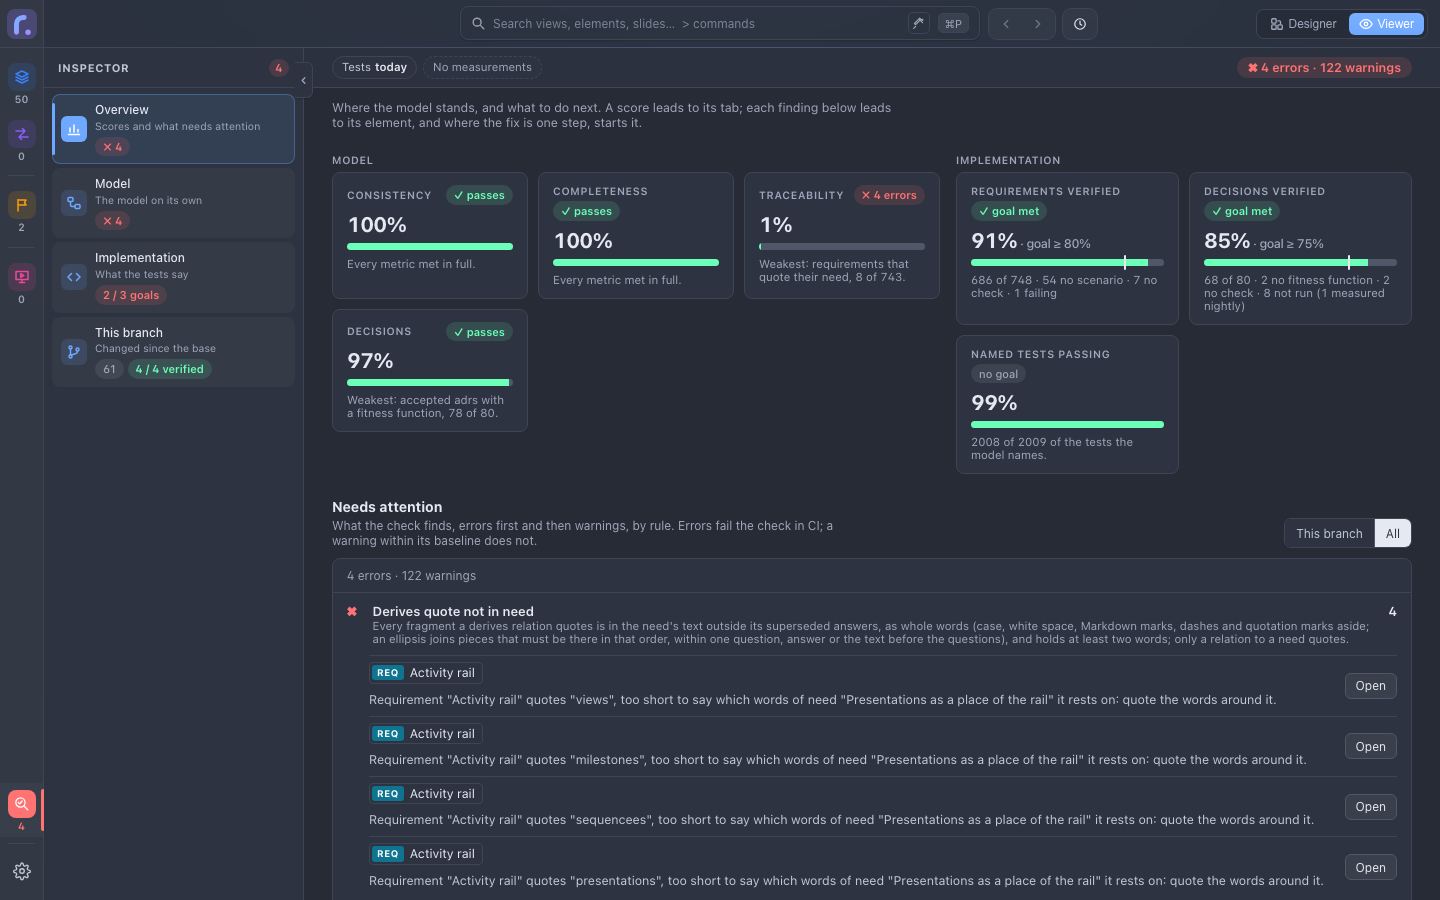 Search views, elements, slides... > commands
⌘P
Designer
Viewer
50
0
2
0
4
INSPECTOR
4
Overview
Scores and what needs attention
✕ 4
Model
The model on its own
✕ 4
Implementation
What the tests say
2 / 3 goals
This branch
Changed since the base
61
4 / 4 verified
Tests today
No measurements
✖ 4 errors · 122 warnings
Where the model stands, and what to do next. A score leads to its tab; each finding below leads
to its element, and where the fix is one step, starts it.
MODEL
CONSISTENCY
✓ passes
100%
Every metric met in full.
COMPLETENESS
✓ passes
100%
Every metric met in full.
TRACEABILITY
✕ 4 errors
1%
Weakest: requirements that
quote their need, 8 of 743.
DECISIONS
✓ passes
97%
Weakest: accepted adrs with
a fitness function, 78 of 80.
IMPLEMENTATION
REQUIREMENTS VERIFIED
✓ goal met
91% · goal ≥ 80%
686 of 748 · 54 no scenario · 7 no
check · 1 failing
DECISIONS VERIFIED
✓ goal met
85% · goal ≥ 75%
68 of 80 · 2 no fitness function · 2
no check · 8 not run (1 measured
nightly)
NAMED TESTS PASSING
no goal
99%
2008 of 2009 of the tests the
model names.
Needs attention
What the check finds, errors first and then warnings, by rule. Errors fail the check in CI; a
warning within its baseline does not.
This branch
All
4 errors · 122 warnings
✖ Derives quote not in need 4
Every fragment a derives relation quotes is in the need's text outside its superseded answers, as whole words (case, white space, Markdown marks, dashes and quotation marks aside;
an ellipsis joins pieces that must be there in that order, within one question, answer or the text before the questions), and holds at least two words; only a relation to a need quotes.
REQ Activity rail
Requirement "Activity rail" quotes "views", too short to say which words of need "Presentations as a place of the rail" it rests on: quote the words around it.
Open
REQ Activity rail
Requirement "Activity rail" quotes "milestones", too short to say which words of need "Presentations as a place of the rail" it rests on: quote the words around it.
Open
REQ Activity rail
Requirement "Activity rail" quotes "sequencees", too short to say which words of need "Presentations as a place of the rail" it rests on: quote the words around it.
Open
REQ Activity rail
Requirement "Activity rail" quotes "presentations", too short to say which words of need "Presentations as a place of the rail" it rests on: quote the words around it.
Open